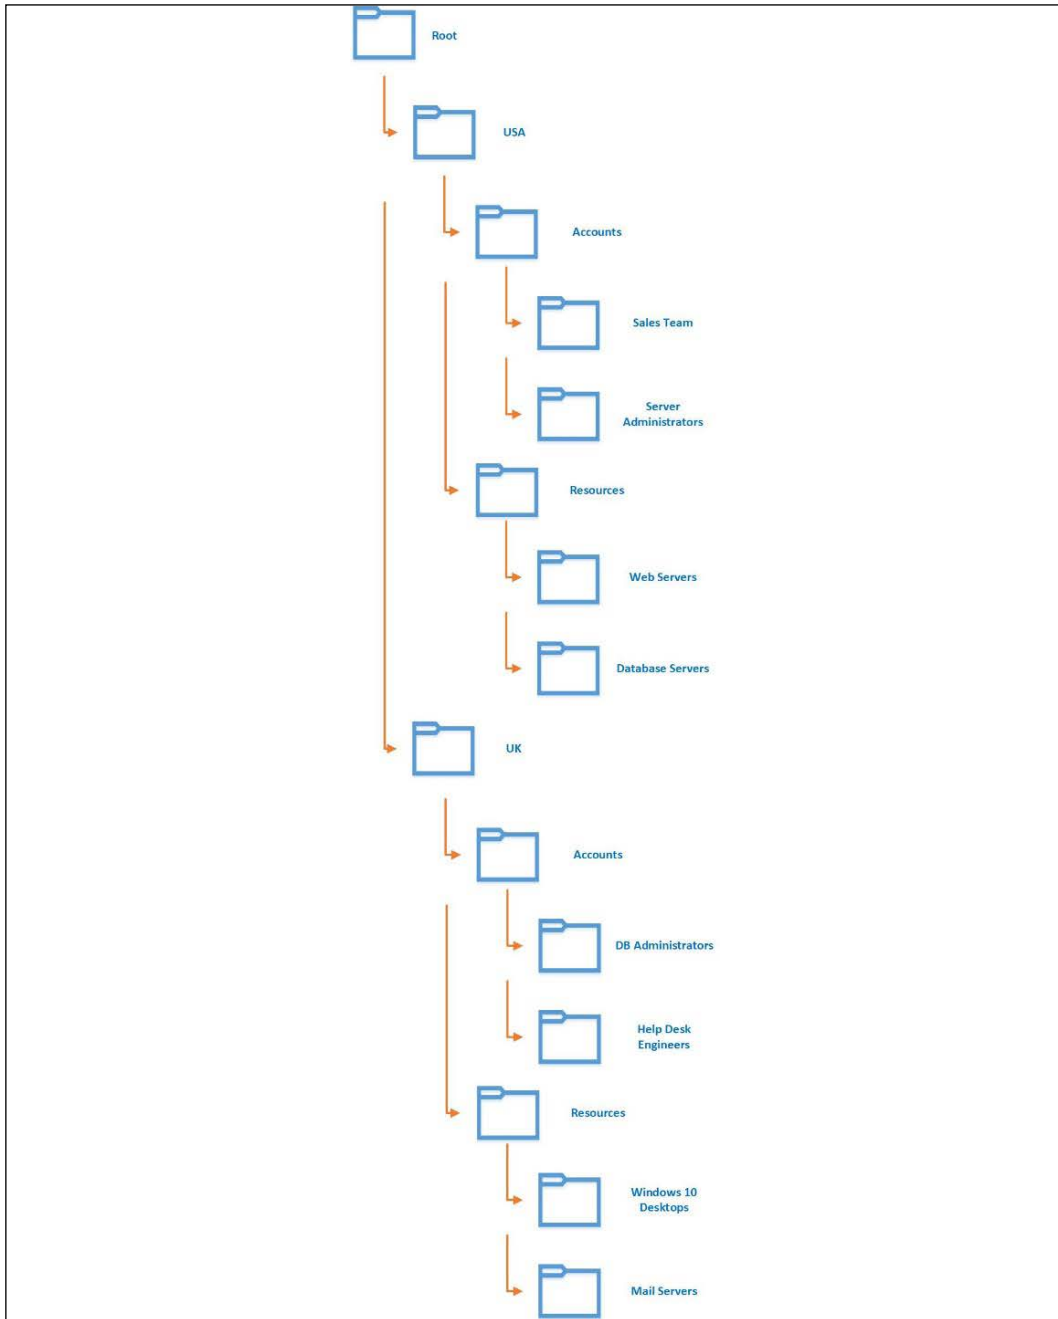 Root
USA
Accounts
Sales Team
Server
Administrators
Resources
Web Servers
Database Servers
UK
Accounts
DB Administrators
Help Desk
Engineers
Resources
Windows 10
Desktops
Mail Servers